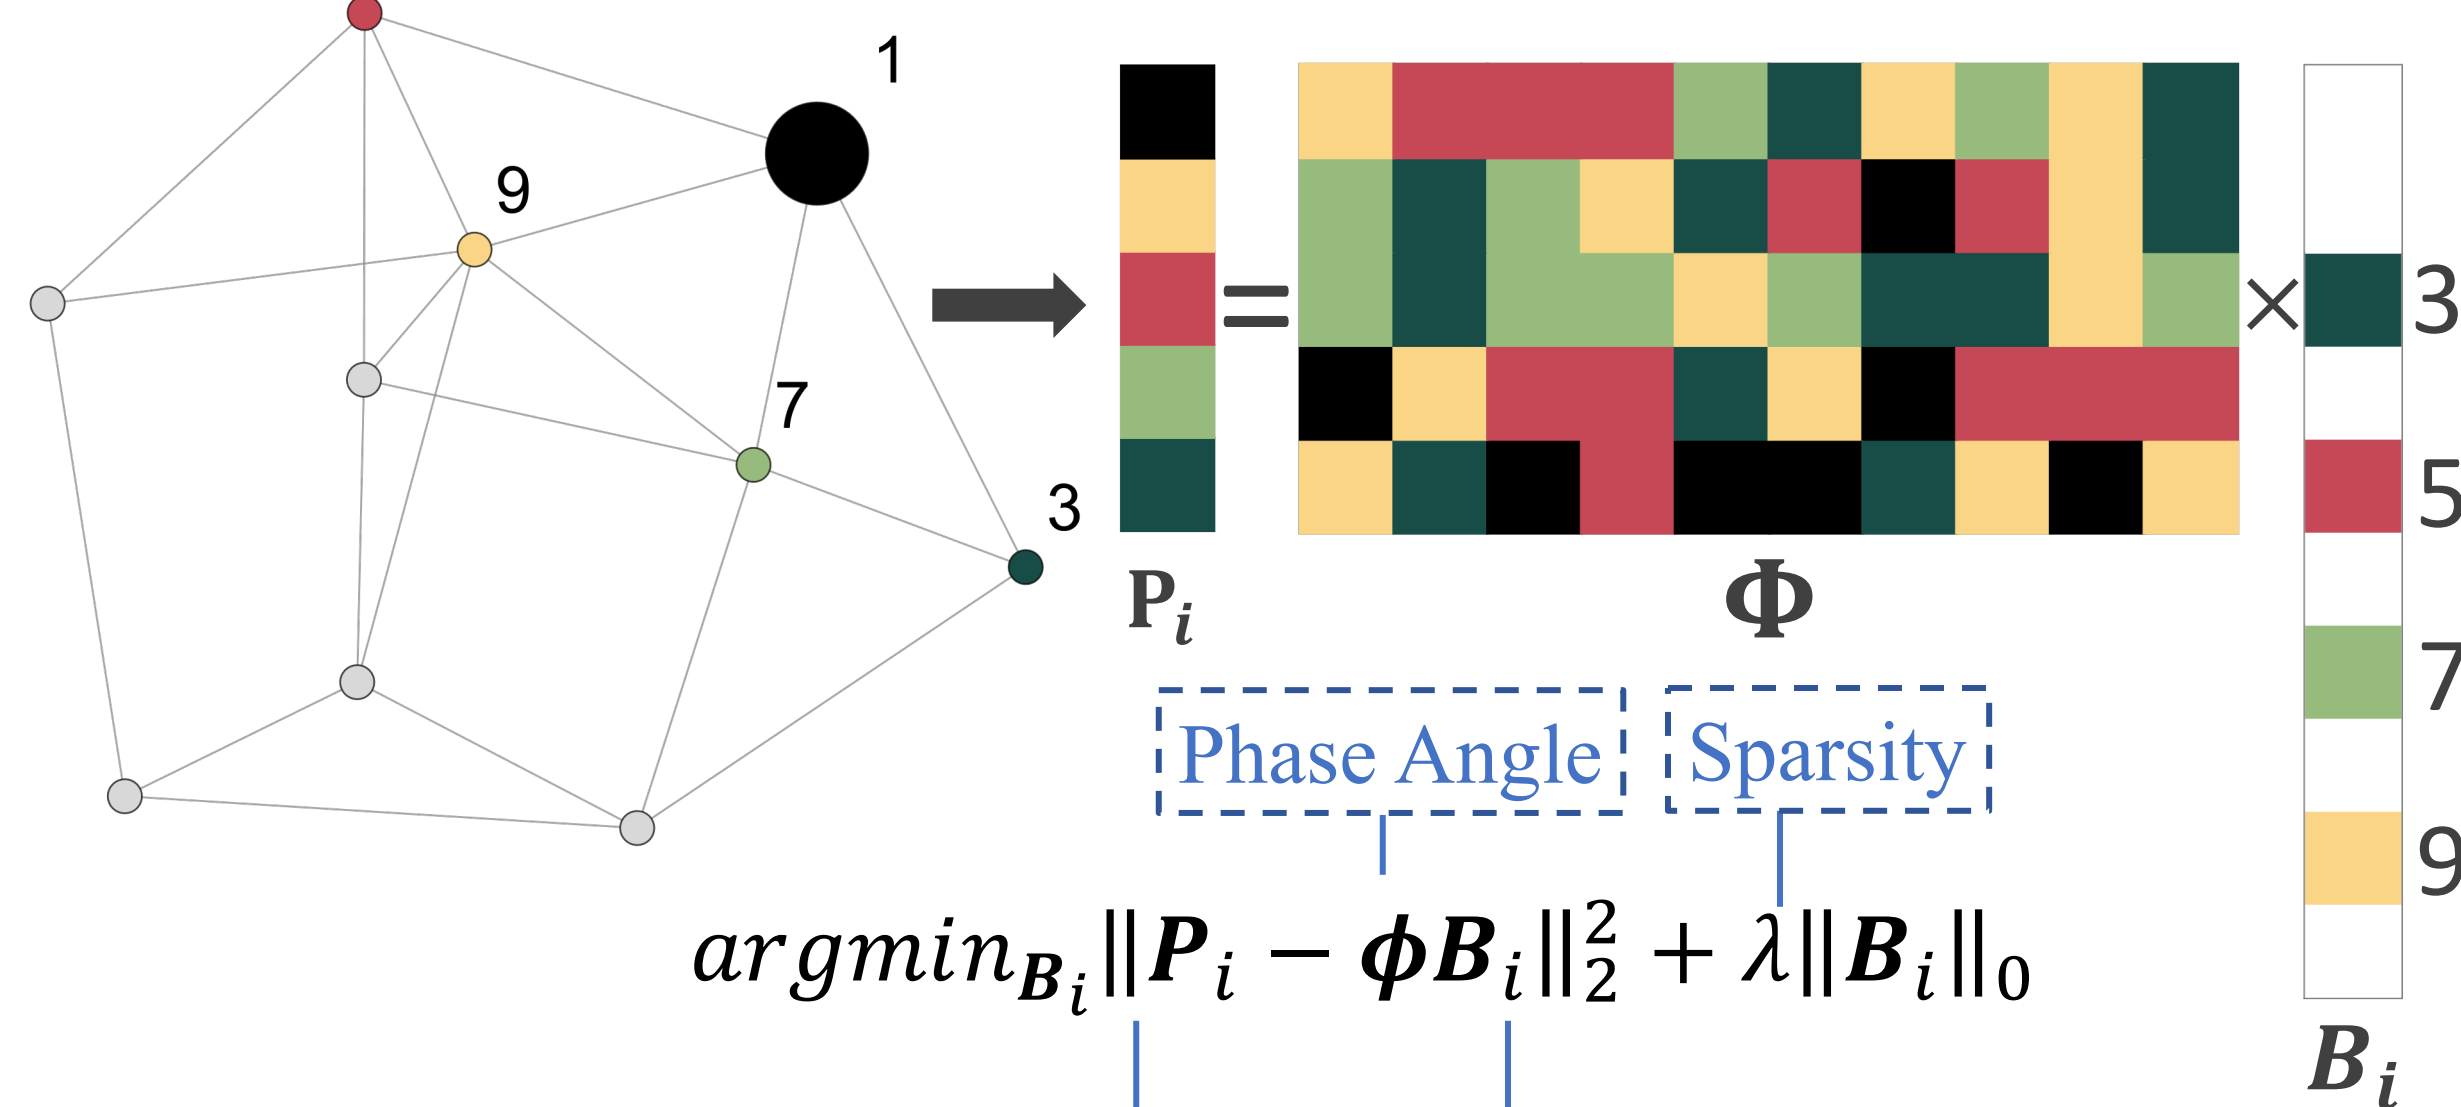 1
9
7
3
=
×
3
5
7
9
P_i
Φ
B_i
Phase Angle
Sparsity
argmin_{B_i} ‖P_i − ϕB_i‖_2^2 + λ‖B_i‖_0